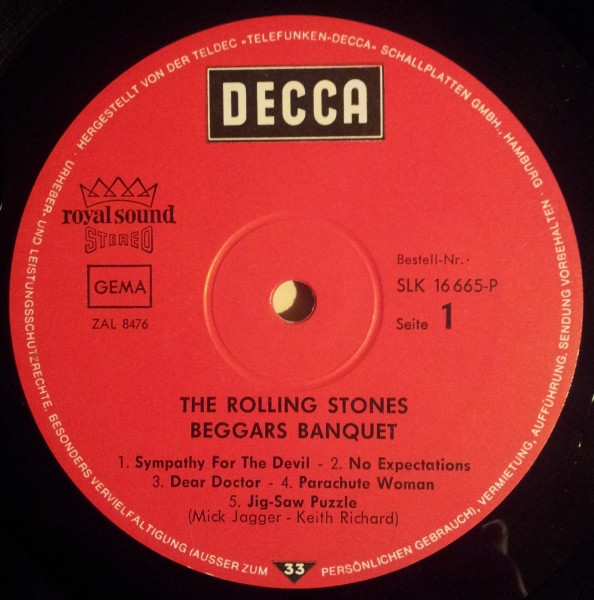 · HERGESTELLT VON DER TELDEC »TELEFUNKEN-DECCA« SCHALLPLATTEN GMBH., HAMBURG · URHEBER- UND LEISTUNGSSCHUTZRECHTE, BESONDERS VERVIELFALTIGUNG (AUSSER ZUM PERSÖNLICHEN GEBRAUCH), VERMIETUNG, AUFFÜHRUNG, SENDUNG VORBEHALTEN ·
DECCA
royal sound
STEREO
GEMA
ZAL 8476
Bestell-Nr.·
SLK 16 665-P
Seite 1
THE ROLLING STONES
BEGGARS BANQUET
1. Sympathy For The Devil - 2. No Expectations
3. Dear Doctor - 4. Parachute Woman
5. Jig-Saw Puzzle
(Mick Jagger - Keith Richard)
33